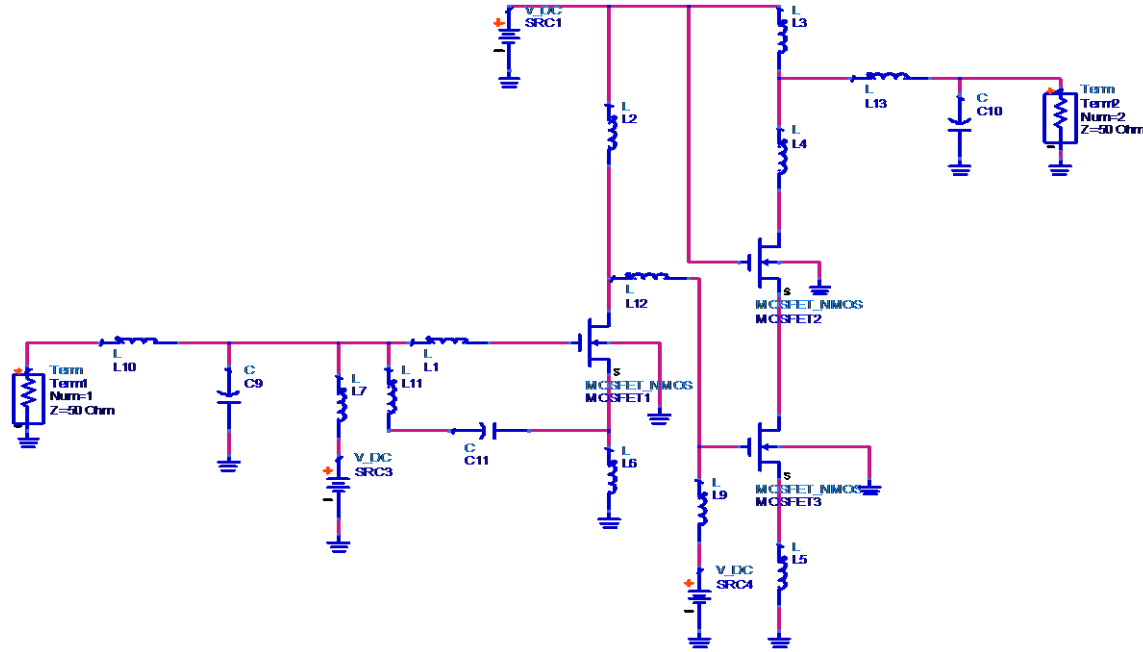 V_DC
SRC1
L
L3
L
L2
L
L13
C
C10
Term
Term2
Num=2
Z=50 Ohm
L
L4
L
L12
S
MOSFET_NMOS
MOSFET2
L
L10
C
C9
L
L7
L
L11
L
L1
S
MOSFET_NMOS
MOSFET1
Term
Term1
Num=1
Z=50 Ohm
C
C11
V_DC
SRC3
L
L6
S
MOSFET_NMOS
MOSFET3
L
L9
L
L5
V_DC
SRC4